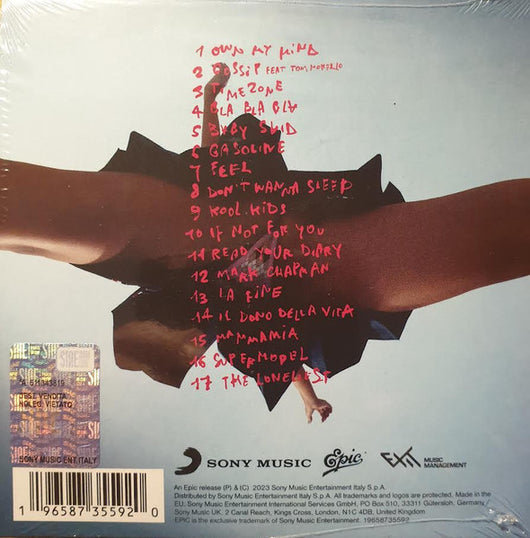 1 OWN MY MIND
2 GOSSIP FEAT TOM MORELLO
3 TIMEZONE
4 BLA BLA BLA
5 BABY SAID
6 GASOLINE
7 FEEL
8 DON'T WANNA SLEEP
9 KOOL KIDS
10 IF NOT FOR YOU
11 READ YOUR DIARY
12 MARK CHAPMAN
13 LA FINE
14 IL DONO DELLA VITA
15 MAMMAMIA
16 SUPERMODEL
17 THE LONELIEST
SIAE
DESE VENDITA
NOLEG. VIETATO
SONY MUSIC ENT.ITALY
SONY MUSIC
Epic
EXIT MUSIC
MANAGEMENT
1 96587 35592 0
An Epic release (P) & (C) 2023 Sony Music Entertainment Italy S.p.A.
Distributed by Sony Music Entertainment Italy S.p.A. All trademarks and logos are protected. Made in the
EU. Sony Music Entertainment International Services GmbH, P.O. Box 510, 33311 Gütersloh, Germany
Sony Music UK, 2 Canal Reach, Kings Cross, London, N1C 4DB, United Kingdom
EPIC is the exclusive trademark of Sony Music Entertainment. 19658735592